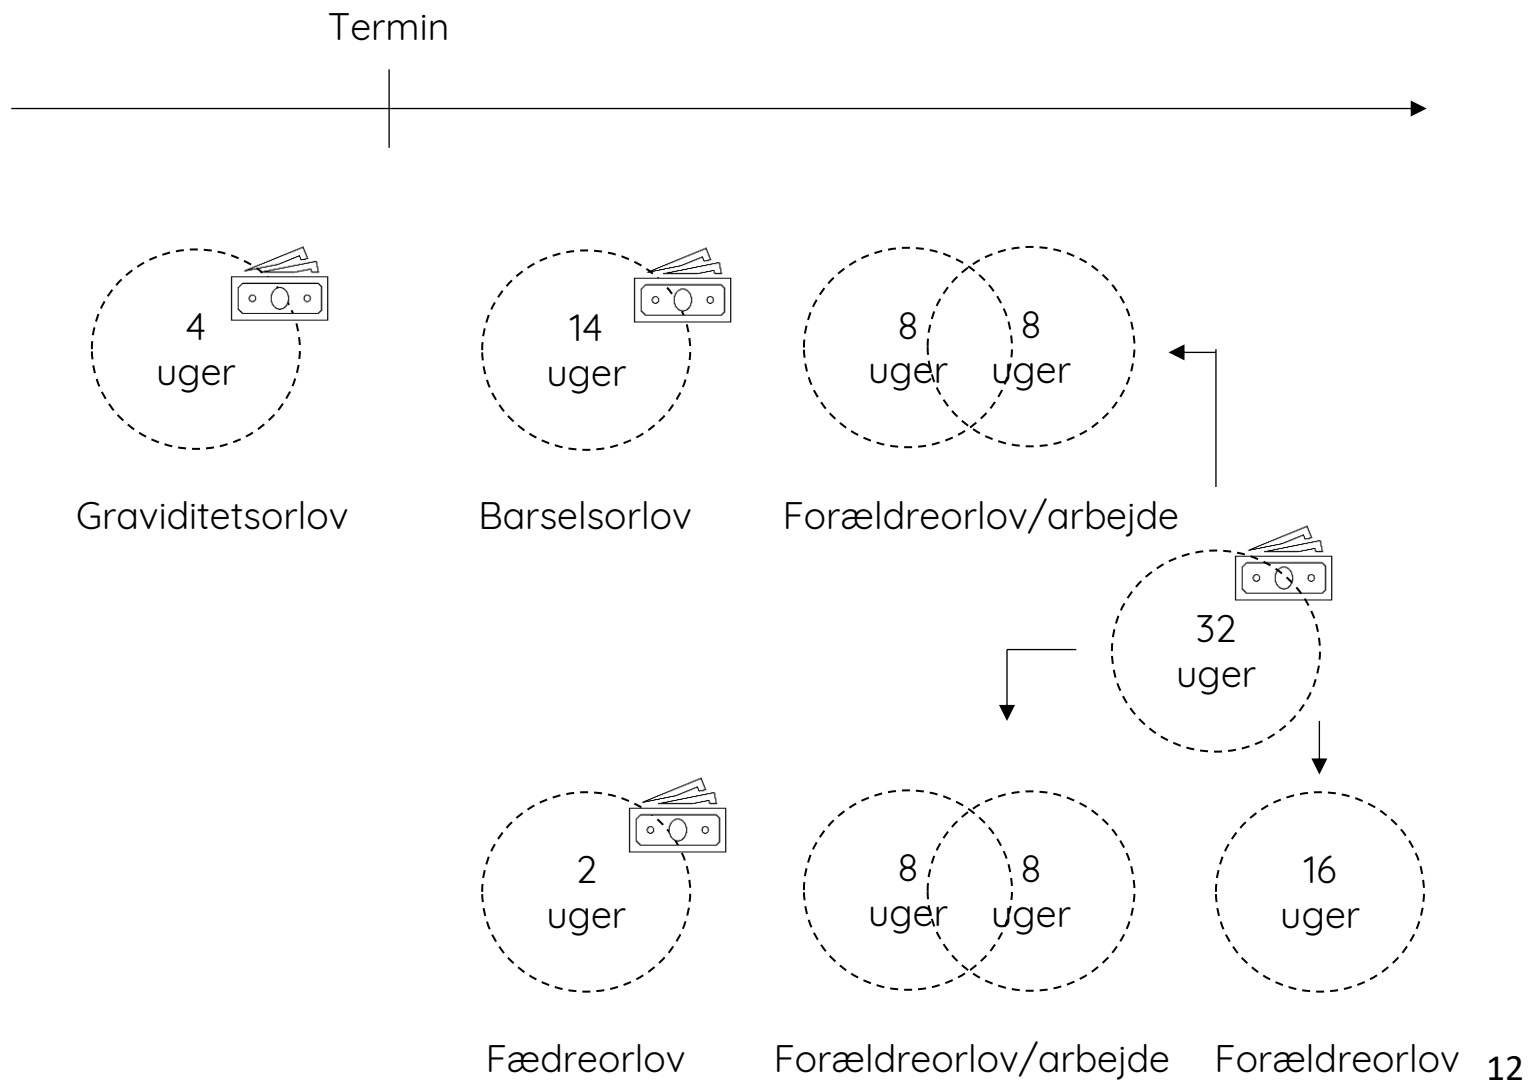 Termin
4
uger
14
uger
8
uger
8
uger
Graviditetsorlov
Barselsorlov
Forældreorlov/arbejde
32
uger
2
uger
8
uger
8
uger
16
uger
Fædreorlov
Forældreorlov/arbejde
Forældreorlov
12